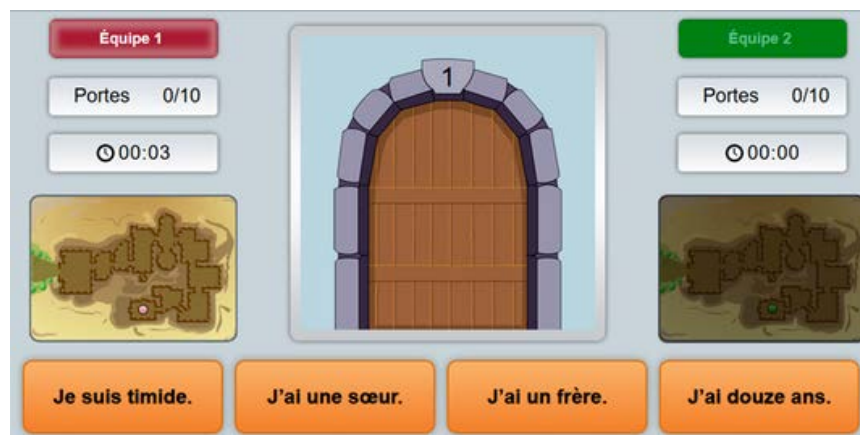 Équipe 1
Portes 0/10
00:03
1
Équipe 2
Portes 0/10
00:00
Je suis timide.
J'ai une sœur.
J'ai un frère.
J'ai douze ans.